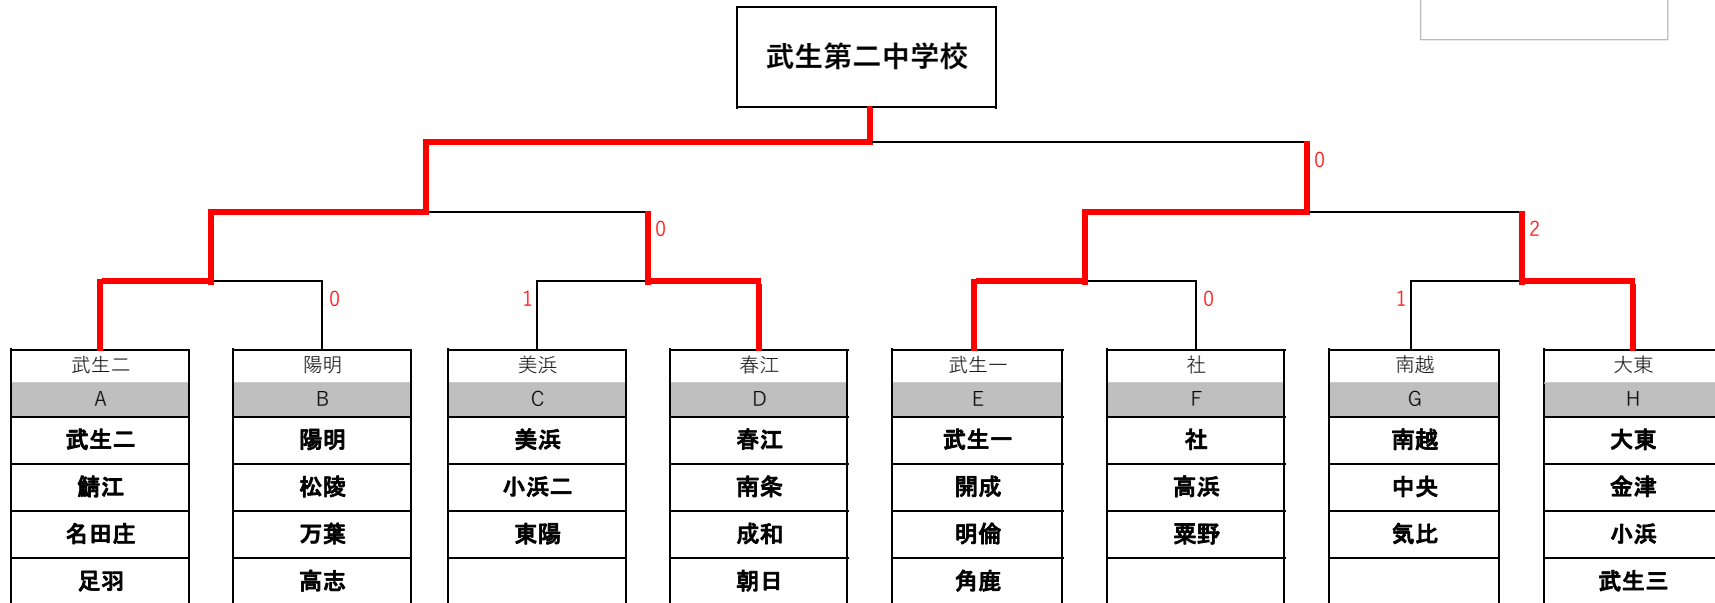 武生第二中学校
0
0
2
0
1
0
1
武生二 陽明 美浜 春江 武生一 社 南越 大東
A B C D E F G H
武生二 陽明 美浜 春江 武生一 社 南越 大東
鯖江 松陵 小浜二 南条 開成 高浜 中央 金津
名田庄 万葉 東陽 成和 明倫 粟野 気比 小浜
足羽 高志 朝日 角鹿 武生三